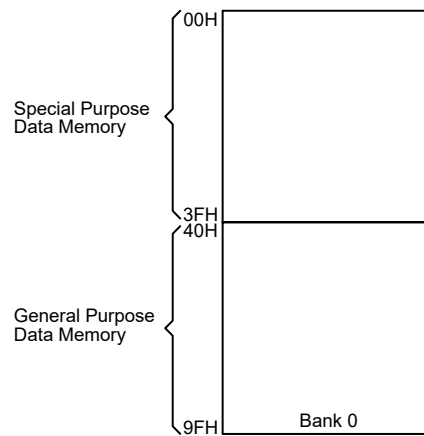 00H
Special Purpose
Data Memory
3FH
40H
General Purpose
Data Memory
9FH
Bank 0